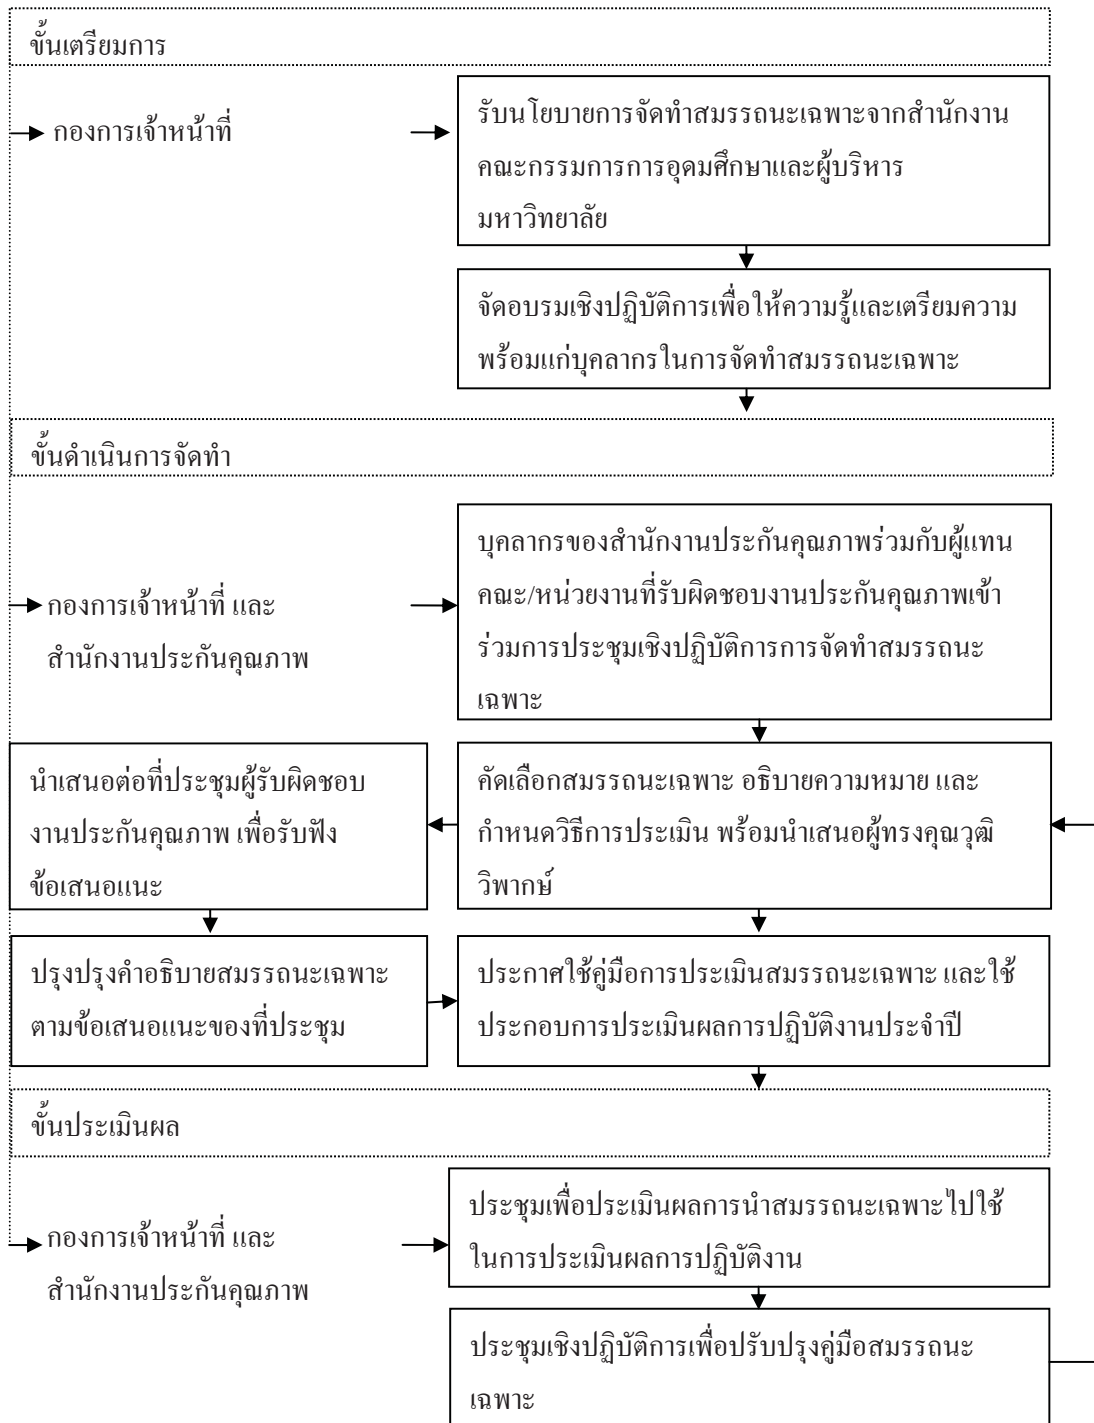 ขั้นเตรียมการ
กองการเจ้าหน้าที่
รับนโยบายการจัดทำสมรรถนะเฉพาะจากสำนักงาน
คณะกรรมการการอุดมศึกษาและผู้บริหาร
มหาวิทยาลัย
จัดอบรมเชิงปฏิบัติการเพื่อให้ความรู้และเตรียมความ
พร้อมแก่บุคลากรในการจัดทำสมรรถนะเฉพาะ
ขั้นดำเนินการจัดทำ
กองการเจ้าหน้าที่ และ
สำนักงานประกันคุณภาพ
บุคลากรของสำนักงานประกันคุณภาพร่วมกับผู้แทน
คณะ/หน่วยงานที่รับผิดชอบงานประกันคุณภาพเข้า
ร่วมการประชุมเชิงปฏิบัติการการจัดทำสมรรถนะ
เฉพาะ
คัดเลือกสมรรถนะเฉพาะ อธิบายความหมาย และ
กำหนดวิธีการประเมิน พร้อมนำเสนอผู้ทรงคุณวุฒิ
วิพากษ์
นำเสนอต่อที่ประชุมผู้รับผิดชอบ
งานประกันคุณภาพ เพื่อรับฟัง
ข้อเสนอแนะ
ปรุงปรุงคำอธิบายสมรรถนะเฉพาะ
ตามข้อเสนอแนะของที่ประชุม
ประกาศใช้คู่มือการประเมินสมรรถนะเฉพาะ และใช้
ประกอบการประเมินผลการปฏิบัติงานประจำปี
ขั้นประเมินผล
กองการเจ้าหน้าที่ และ
สำนักงานประกันคุณภาพ
ประชุมเพื่อประเมินผลการนำสมรรถนะเฉพาะไปใช้
ในการประเมินผลการปฏิบัติงาน
ประชุมเชิงปฏิบัติการเพื่อปรับปรุงคู่มือสมรรถนะ
เฉพาะ